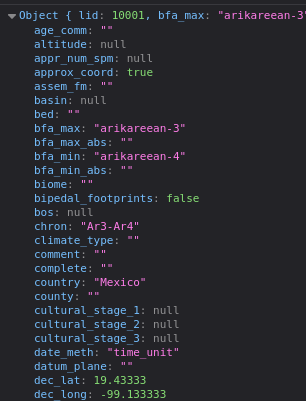 Object { lid: 10001, bfa_max: "arikareean-3"
age_comm: ""
altitude: null
appr_num_spm: null
approx_coord: true
assem_fm: ""
basin: null
bed: ""
bfa_max: "arikareean-3"
bfa_max_abs: ""
bfa_min: "arikareean-4"
bfa_min_abs: ""
biome: ""
bipedal_footprints: false
bos: null
chron: "Ar3-Ar4"
climate_type: ""
comment: ""
complete: ""
country: "Mexico"
county: ""
cultural_stage_1: null
cultural_stage_2: null
cultural_stage_3: null
date_meth: "time_unit"
datum_plane: ""
dec_lat: 19.43333
dec_long: -99.133333